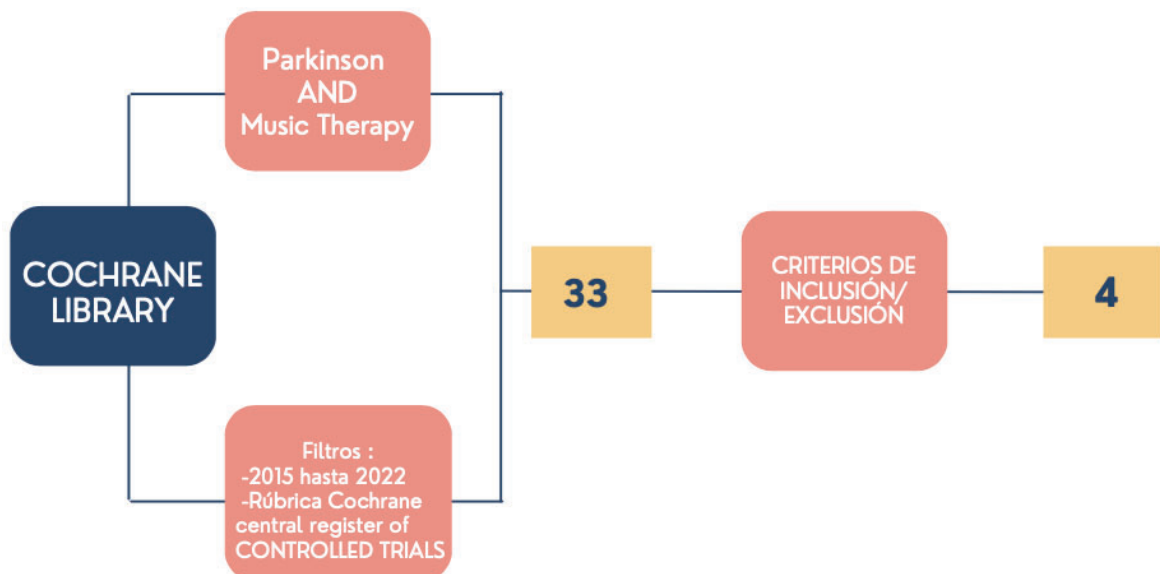 Parkinson
AND
Music Therapy
COCHRANE
LIBRARY
33
CRITERIOS DE
INCLUSIÓN/
EXCLUSIÓN
4
Filtros :
-2015 hasta 2022
-Rúbrica Cochrane
central register of
CONTROLLED TRIALS